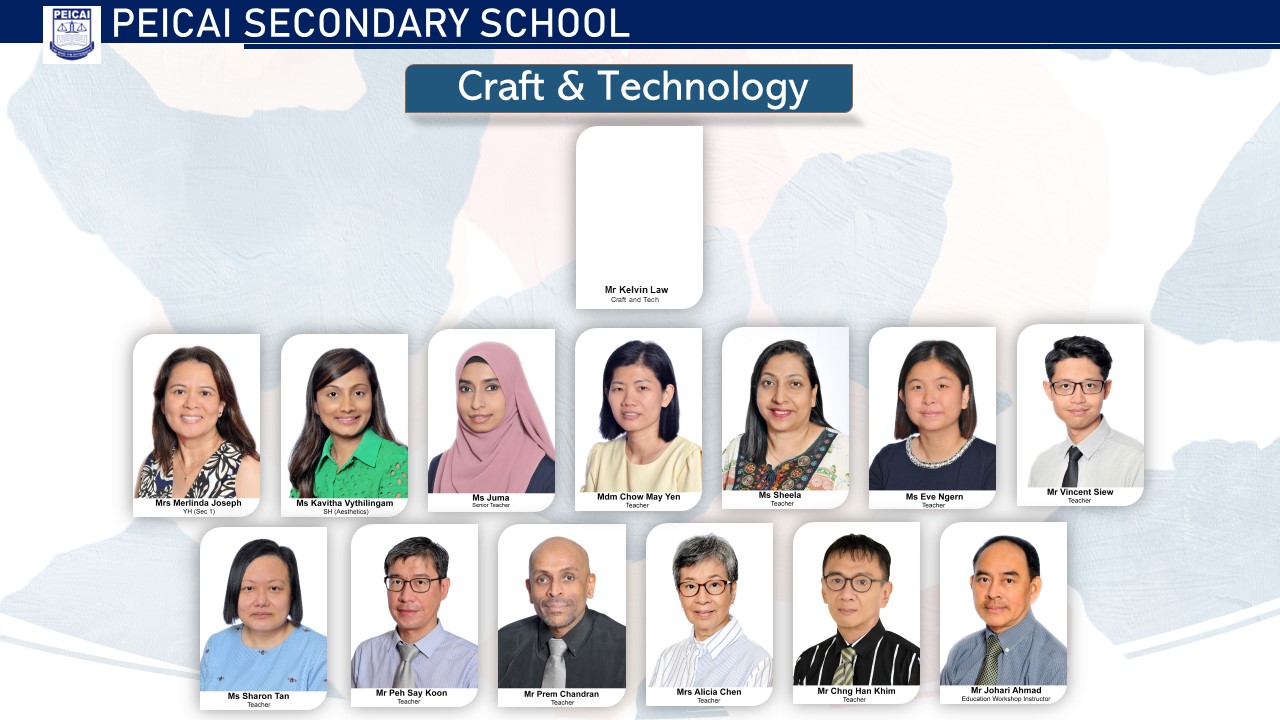 PEICAI
PEICAI SECONDARY SCHOOL
Craft & Technology
Mr Kelvin Law
Craft and Tech
Mrs Merlinda Joseph
YH (Sec 1)
Ms Kavitha Vythilingam
SH (Aesthetics)
Ms Juma
Senior Teacher
Mdm Chow May Yen
Teacher
Ms Sheela
Teacher
Ms Eve Ngern
Teacher
Mr Vincent Siew
Teacher
Ms Sharon Tan
Teacher
Mr Peh Say Koon
Teacher
Mr Prem Chandran
Teacher
Mrs Alicia Chen
Teacher
Mr Chng Han Khim
Teacher
Mr Johari Ahmad
Education Workshop Instructor